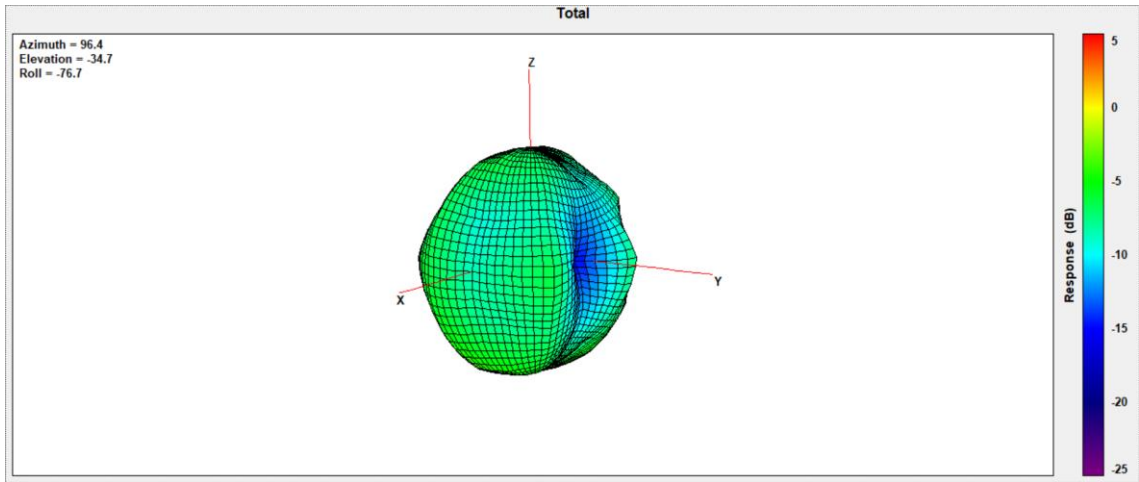 Total
Azimuth = 96.4
Elevation = -34.7
Roll = -76.7
Z
X
Y
5
0
-5
-10
-15
-20
-25
Response (dB)